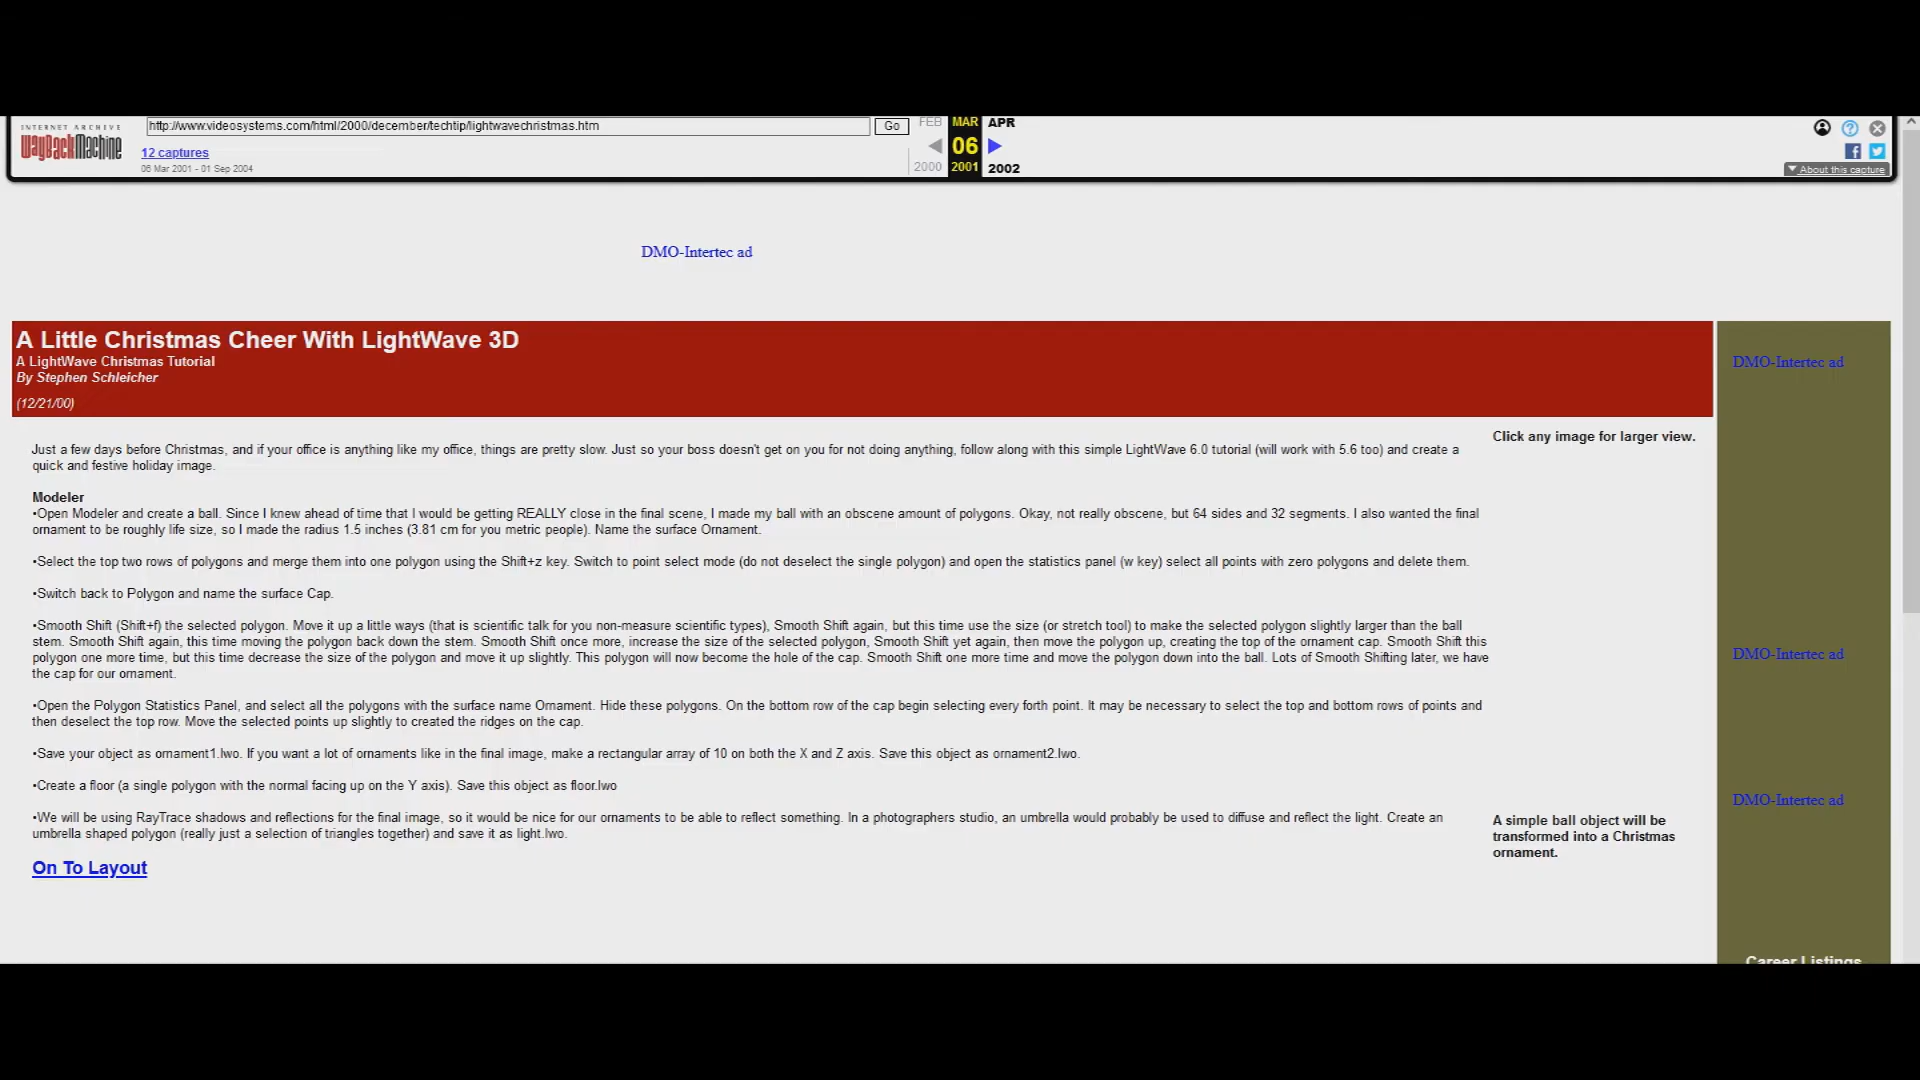 INTERNET ARCHIVE
WayBackMachine
http://www.videosystems.com/html/2000/december/techtip/lightwavechristmas.htm
Go
FEB
MAR
APR
12 captures
06
06 Mar 2001 - 01 Sep 2004
2000
2001
2002
About this capture
DMO-Intertec ad
A Little Christmas Cheer With LightWave 3D
A LightWave Christmas Tutorial
By Stephen Schleicher
(12/21/00)
DMO-Intertec ad
Click any image for larger view.
Just a few days before Christmas, and if your office is anything like my office, things are pretty slow. Just so your boss doesn't get on you for not doing anything, follow along with this simple LightWave 6.0 tutorial (will work with 5.6 too) and create a
quick and festive holiday image.
Modeler
•Open Modeler and create a ball. Since I knew ahead of time that I would be getting REALLY close in the final scene, I made my ball with an obscene amount of polygons. Okay, not really obscene, but 64 sides and 32 segments. I also wanted the final
ornament to be roughly life size, so I made the radius 1.5 inches (3.81 cm for you metric people). Name the surface Ornament.
•Select the top two rows of polygons and merge them into one polygon using the Shift+z key. Switch to point select mode (do not deselect the single polygon) and open the statistics panel (w key) select all points with zero polygons and delete them.
•Switch back to Polygon and name the surface Cap.
•Smooth Shift (Shift+f) the selected polygon. Move it up a little ways (that is scientific talk for you non-measure scientific types), Smooth Shift again, but this time use the size (or stretch tool) to make the selected polygon slightly larger than the ball
stem. Smooth Shift again, this time moving the polygon back down the stem. Smooth Shift once more, increase the size of the selected polygon, Smooth Shift yet again, then move the polygon up, creating the top of the ornament cap. Smooth Shift this
polygon one more time, but this time decrease the size of the polygon and move it up slightly. This polygon will now become the hole of the cap. Smooth Shift one more time and move the polygon down into the ball. Lots of Smooth Shifting later, we have
the cap for our ornament.
DMO-Intertec ad
•Open the Polygon Statistics Panel, and select all the polygons with the surface name Ornament. Hide these polygons. On the bottom row of the cap begin selecting every forth point. It may be necessary to select the top and bottom rows of points and
then deselect the top row. Move the selected points up slightly to created the ridges on the cap.
•Save your object as ornament1.lwo. If you want a lot of ornaments like in the final image, make a rectangular array of 10 on both the X and Z axis. Save this object as ornament2.lwo.
•Create a floor (a single polygon with the normal facing up on the Y axis). Save this object as floor.lwo
DMO-Intertec ad
•We will be using RayTrace shadows and reflections for the final image, so it would be nice for our ornaments to be able to reflect something. In a photographers studio, an umbrella would probably be used to diffuse and reflect the light. Create an
umbrella shaped polygon (really just a selection of triangles together) and save it as light.lwo.
A simple ball object will be
transformed into a Christmas
ornament.
On To Layout
Career Listings